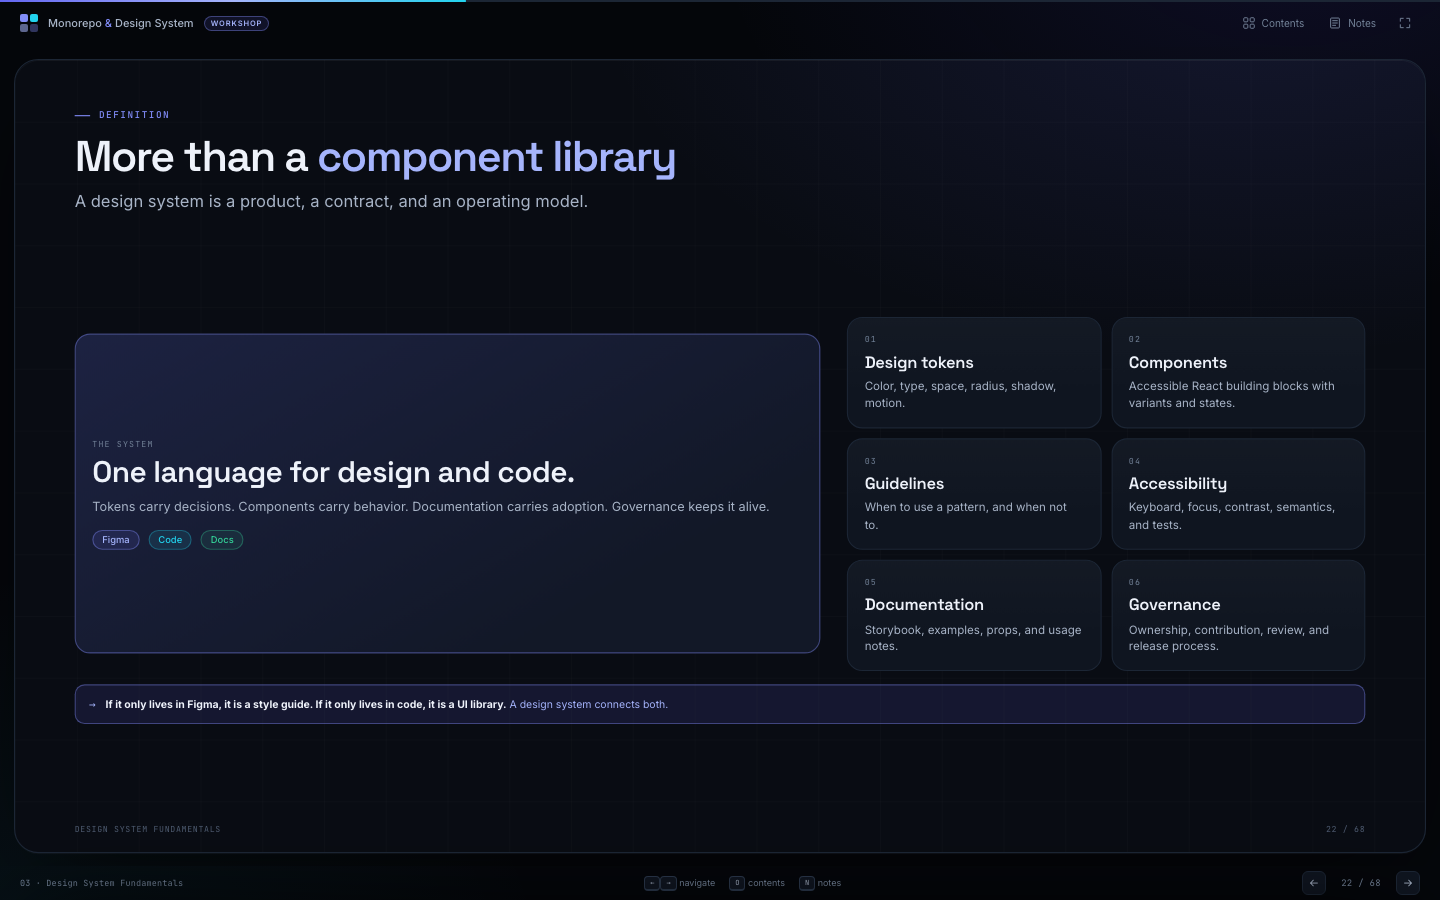 Monorepo & Design System WORKSHOP
Contents Notes
DEFINITION
More than a component library
A design system is a product, a contract, and an operating model.
THE SYSTEM
One language for design and code.
Tokens carry decisions. Components carry behavior. Documentation carries adoption. Governance keeps it alive.
Figma Code Docs
01
Design tokens
Color, type, space, radius, shadow,
motion.
02
Components
Accessible React building blocks with
variants and states.
03
Guidelines
When to use a pattern, and when not
to.
04
Accessibility
Keyboard, focus, contrast, semantics,
and tests.
05
Documentation
Storybook, examples, props, and usage
notes.
06
Governance
Ownership, contribution, review, and
release process.
→ If it only lives in Figma, it is a style guide. If it only lives in code, it is a UI library. A design system connects both.
DESIGN SYSTEM FUNDAMENTALS
22 / 68
03 · Design System Fundamentals
← → navigate O contents N notes
← 22 / 68 →